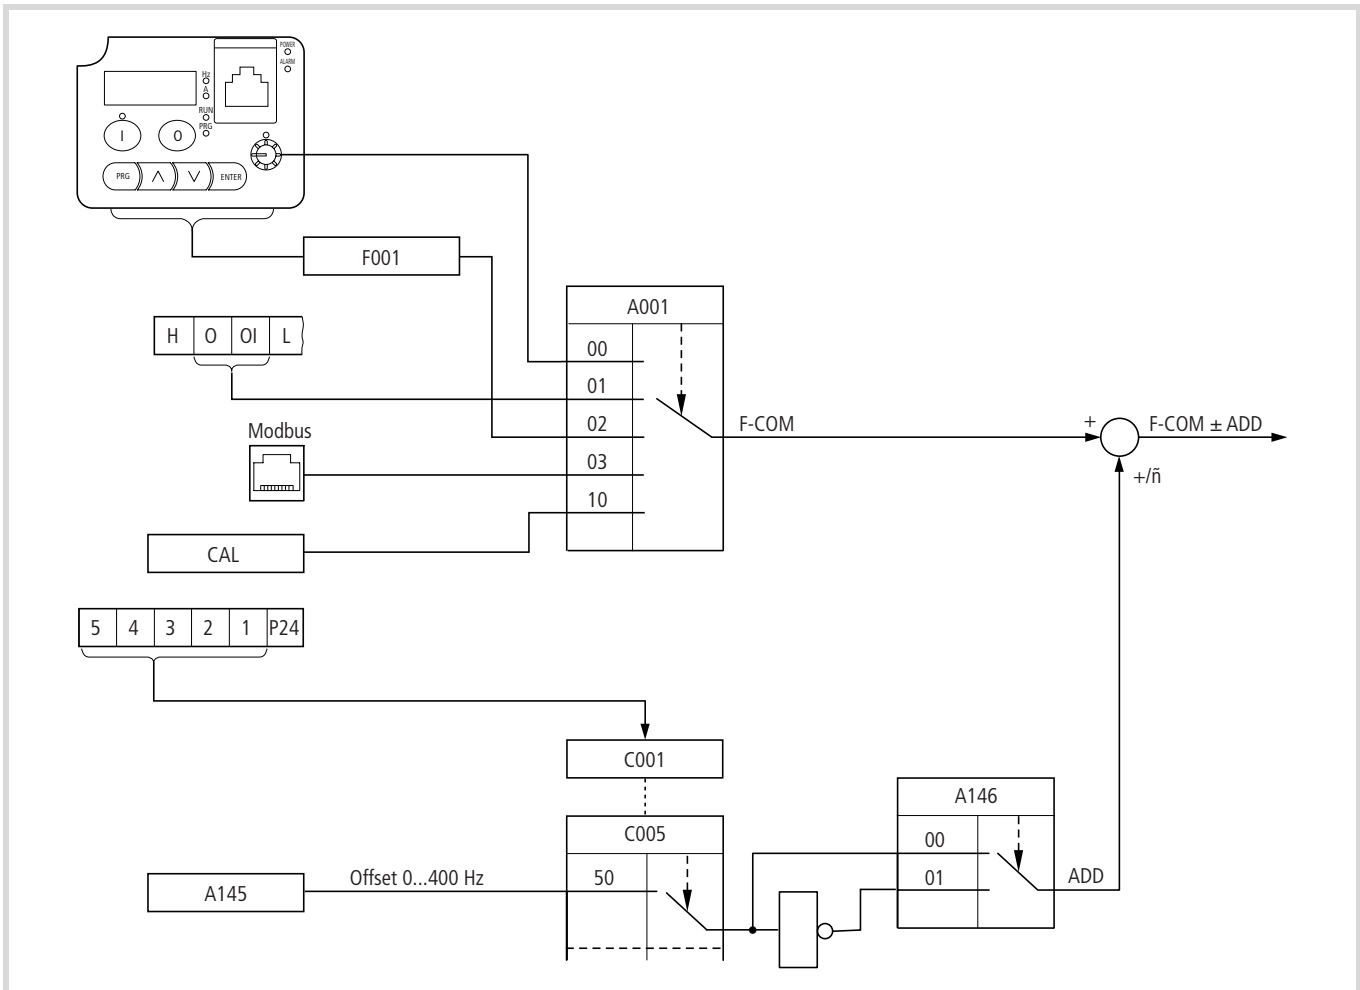 POWER
ALARM
Hz
A
RUN
PRG
I
O
PRG
ENTER
F001
A001
H O OI L
00
01
02
03
10
F-COM
+
F-COM ± ADD
+/ñ
Modbus
CAL
5 4 3 2 1 P24
C001
A146
C005
00
01
ADD
A145
Offset 0...400 Hz
50